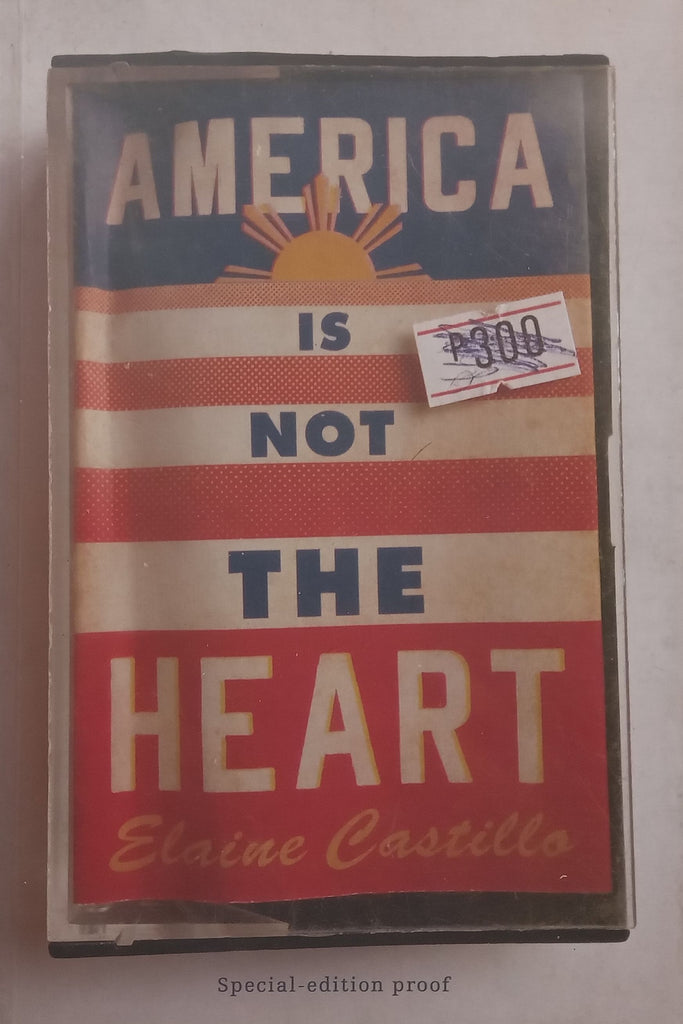 AMERICA
IS
₱300
NOT
THE
HEART
Elaine Castillo
Special-edition proof